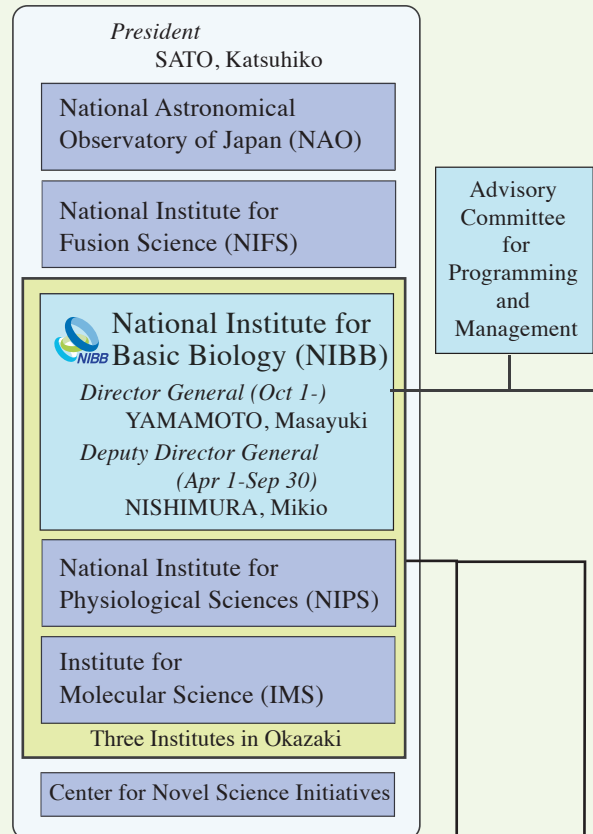 President
SATO, Katsuhiko
National Astronomical
Observatory of Japan (NAO)
National Institute for
Fusion Science (NIFS)
NIBB
National Institute for
Basic Biology (NIBB)
Director General (Oct 1-)
YAMAMOTO, Masayuki
Deputy Director General
(Apr 1-Sep 30)
NISHIMURA, Mikio
National Institute for
Physiological Sciences (NIPS)
Institute for
Molecular Science (IMS)
Three Institutes in Okazaki
Center for Novel Science Initiatives
Advisory
Committee
for
Programming
and
Management